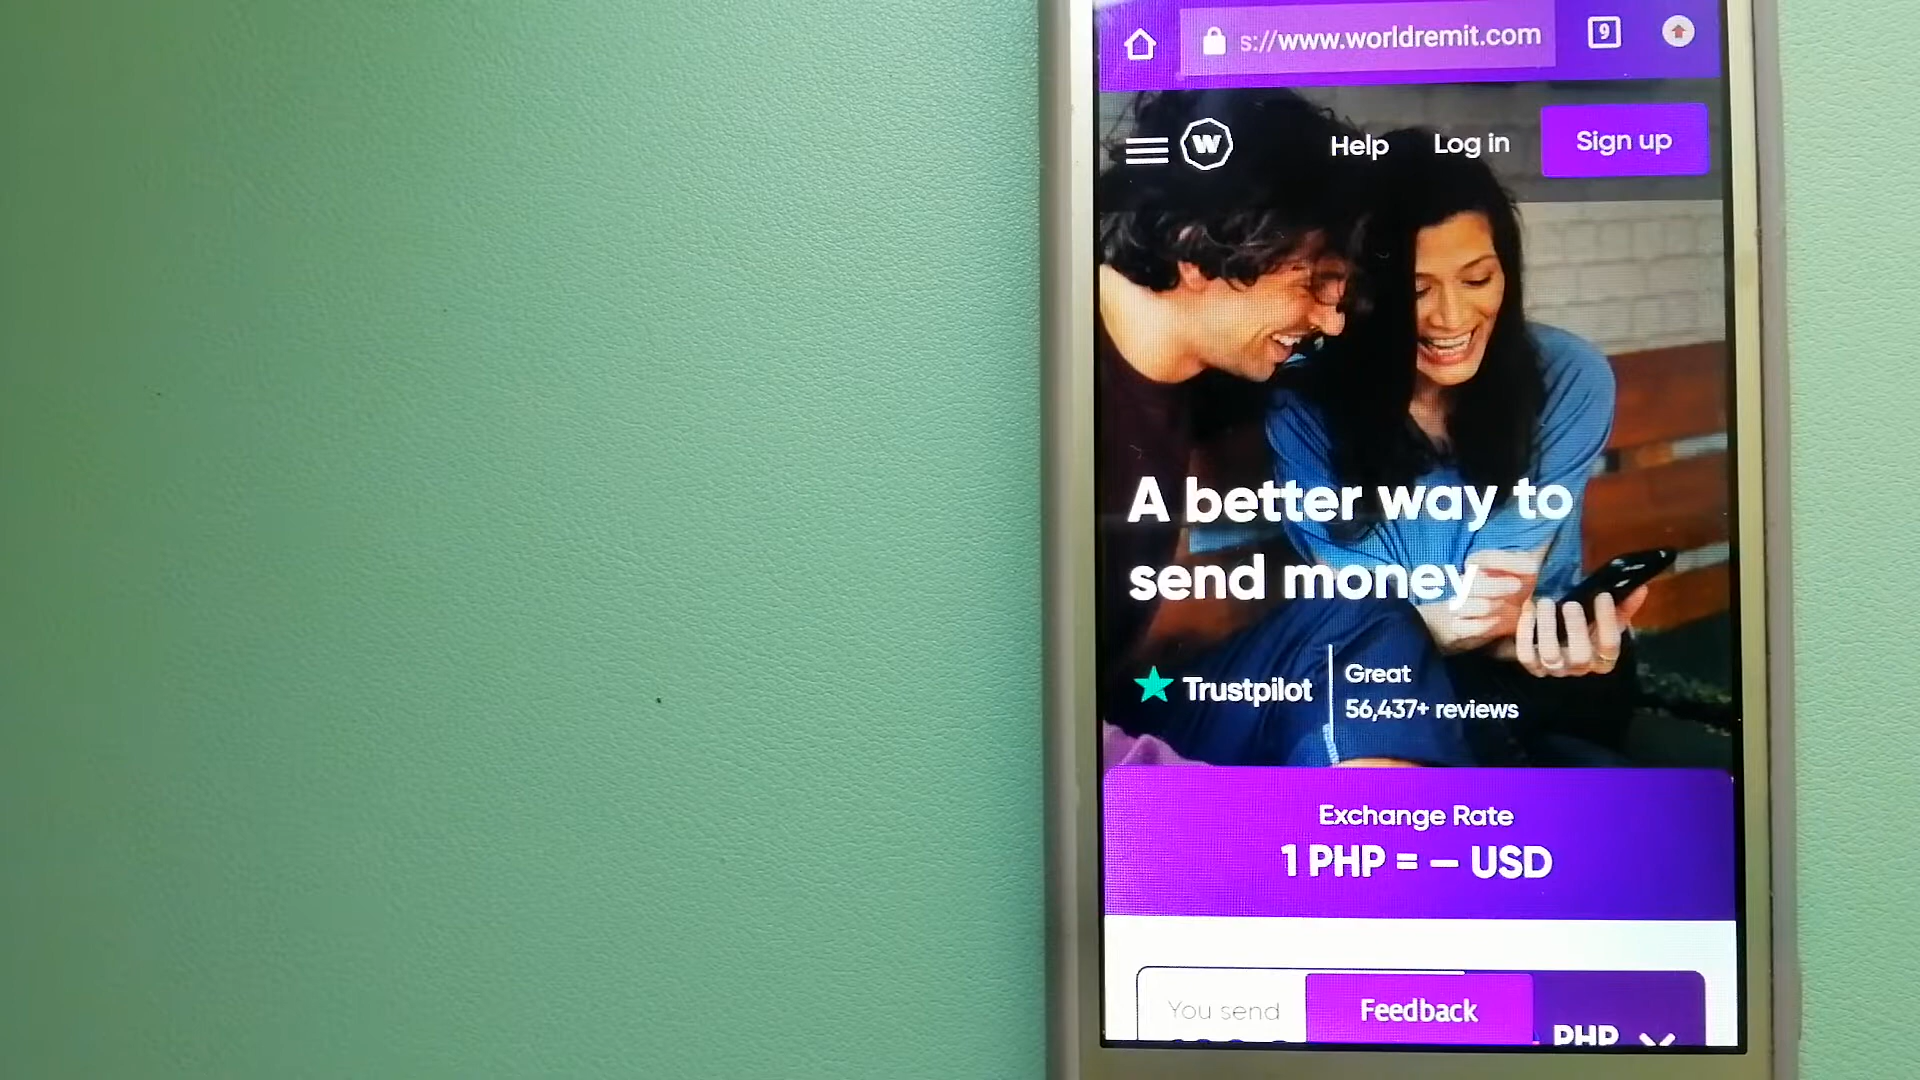 s://www.worldremit.com
9
W
Help
Log in
Sign up
A better way to
send money
Trustpilot
Great
56,437+ reviews
Exchange Rate
1 PHP = – USD
You send
Feedback
PHP